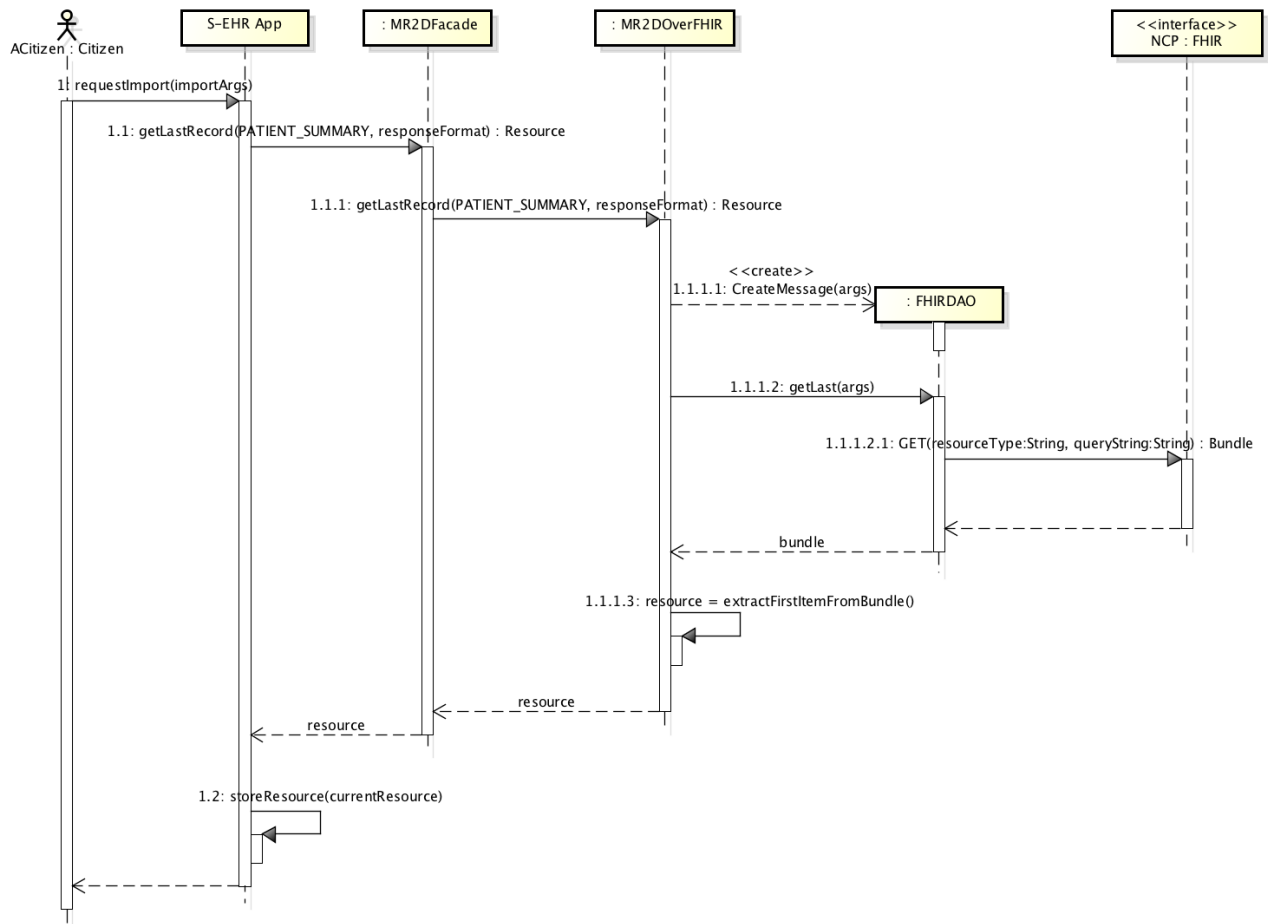 ACitizen : Citizen
S-EHR App
: MR2DFacade
: MR2DOverFHIR
<<interface>>
NCP : FHIR
1: requestImport(importArgs)
1.1: getLastRecord(PATIENT_SUMMARY, responseFormat) : Resource
1.1.1: getLastRecord(PATIENT_SUMMARY, responseFormat) : Resource
<<create>>
1.1.1.1: CreateMessage(args)
: FHIRDAO
1.1.1.2: getLast(args)
1.1.1.2.1: GET(resourceType:String, queryString:String) : Bundle
bundle
1.1.1.3: resource = extractFirstItemFromBundle()
resource
resource
1.2: storeResource(currentResource)